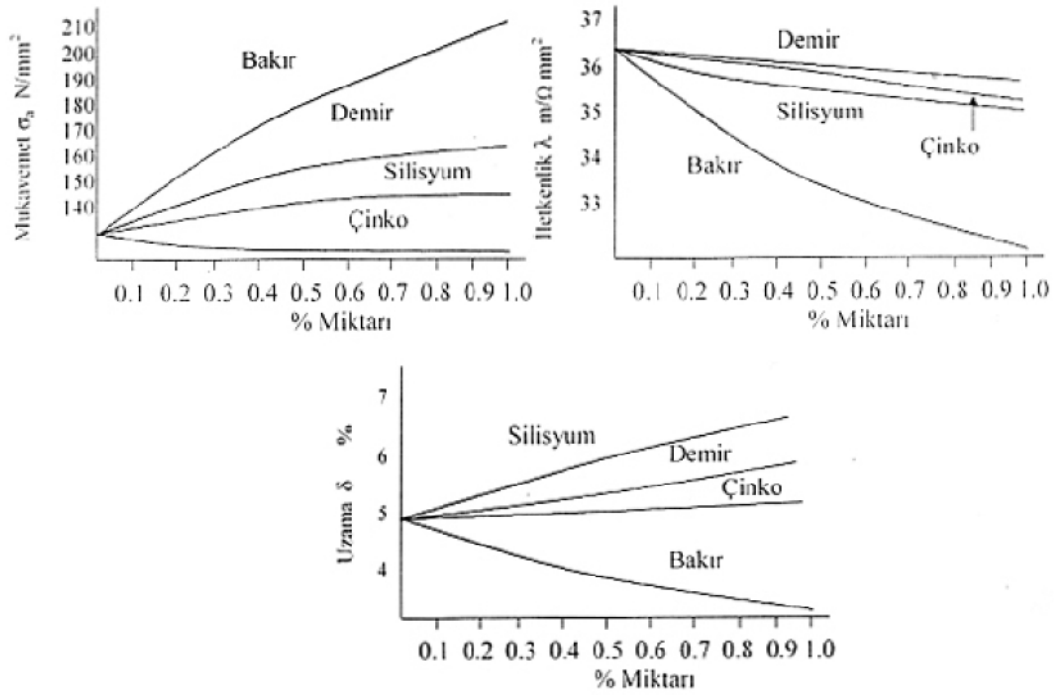 Mukavemet σa N/mm²
210
200
190
180
170
160
150
140
Bakır
Demir
Silisyum
Çinko
0.1 0.2 0.3 0.4 0.5 0.6 0.7 0.8 0.9 1.0
% Miktarı
İletkenlik λ m/Ω mm²
37
36
35
34
33
Demir
Silisyum
Çinko
Bakır
0.1 0.2 0.3 0.4 0.5 0.6 0.7 0.8 0.9 1.0
% Miktarı
Uzama δ %
7
6
5
4
Silisyum
Demir
Çinko
Bakır
0.1 0.2 0.3 0.4 0.5 0.6 0.7 0.8 0.9 1.0
% Miktarı